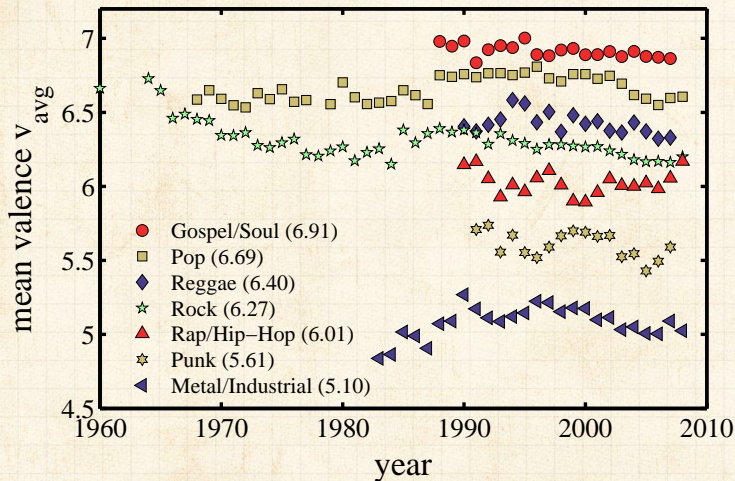 7
6.5
6
5.5
5
4.5
mean valence v_avg
Gospel/Soul (6.91)
Pop (6.69)
Reggae (6.40)
Rock (6.27)
Rap/Hip−Hop (6.01)
Punk (5.61)
Metal/Industrial (5.10)
1960 1970 1980 1990 2000 2010
year